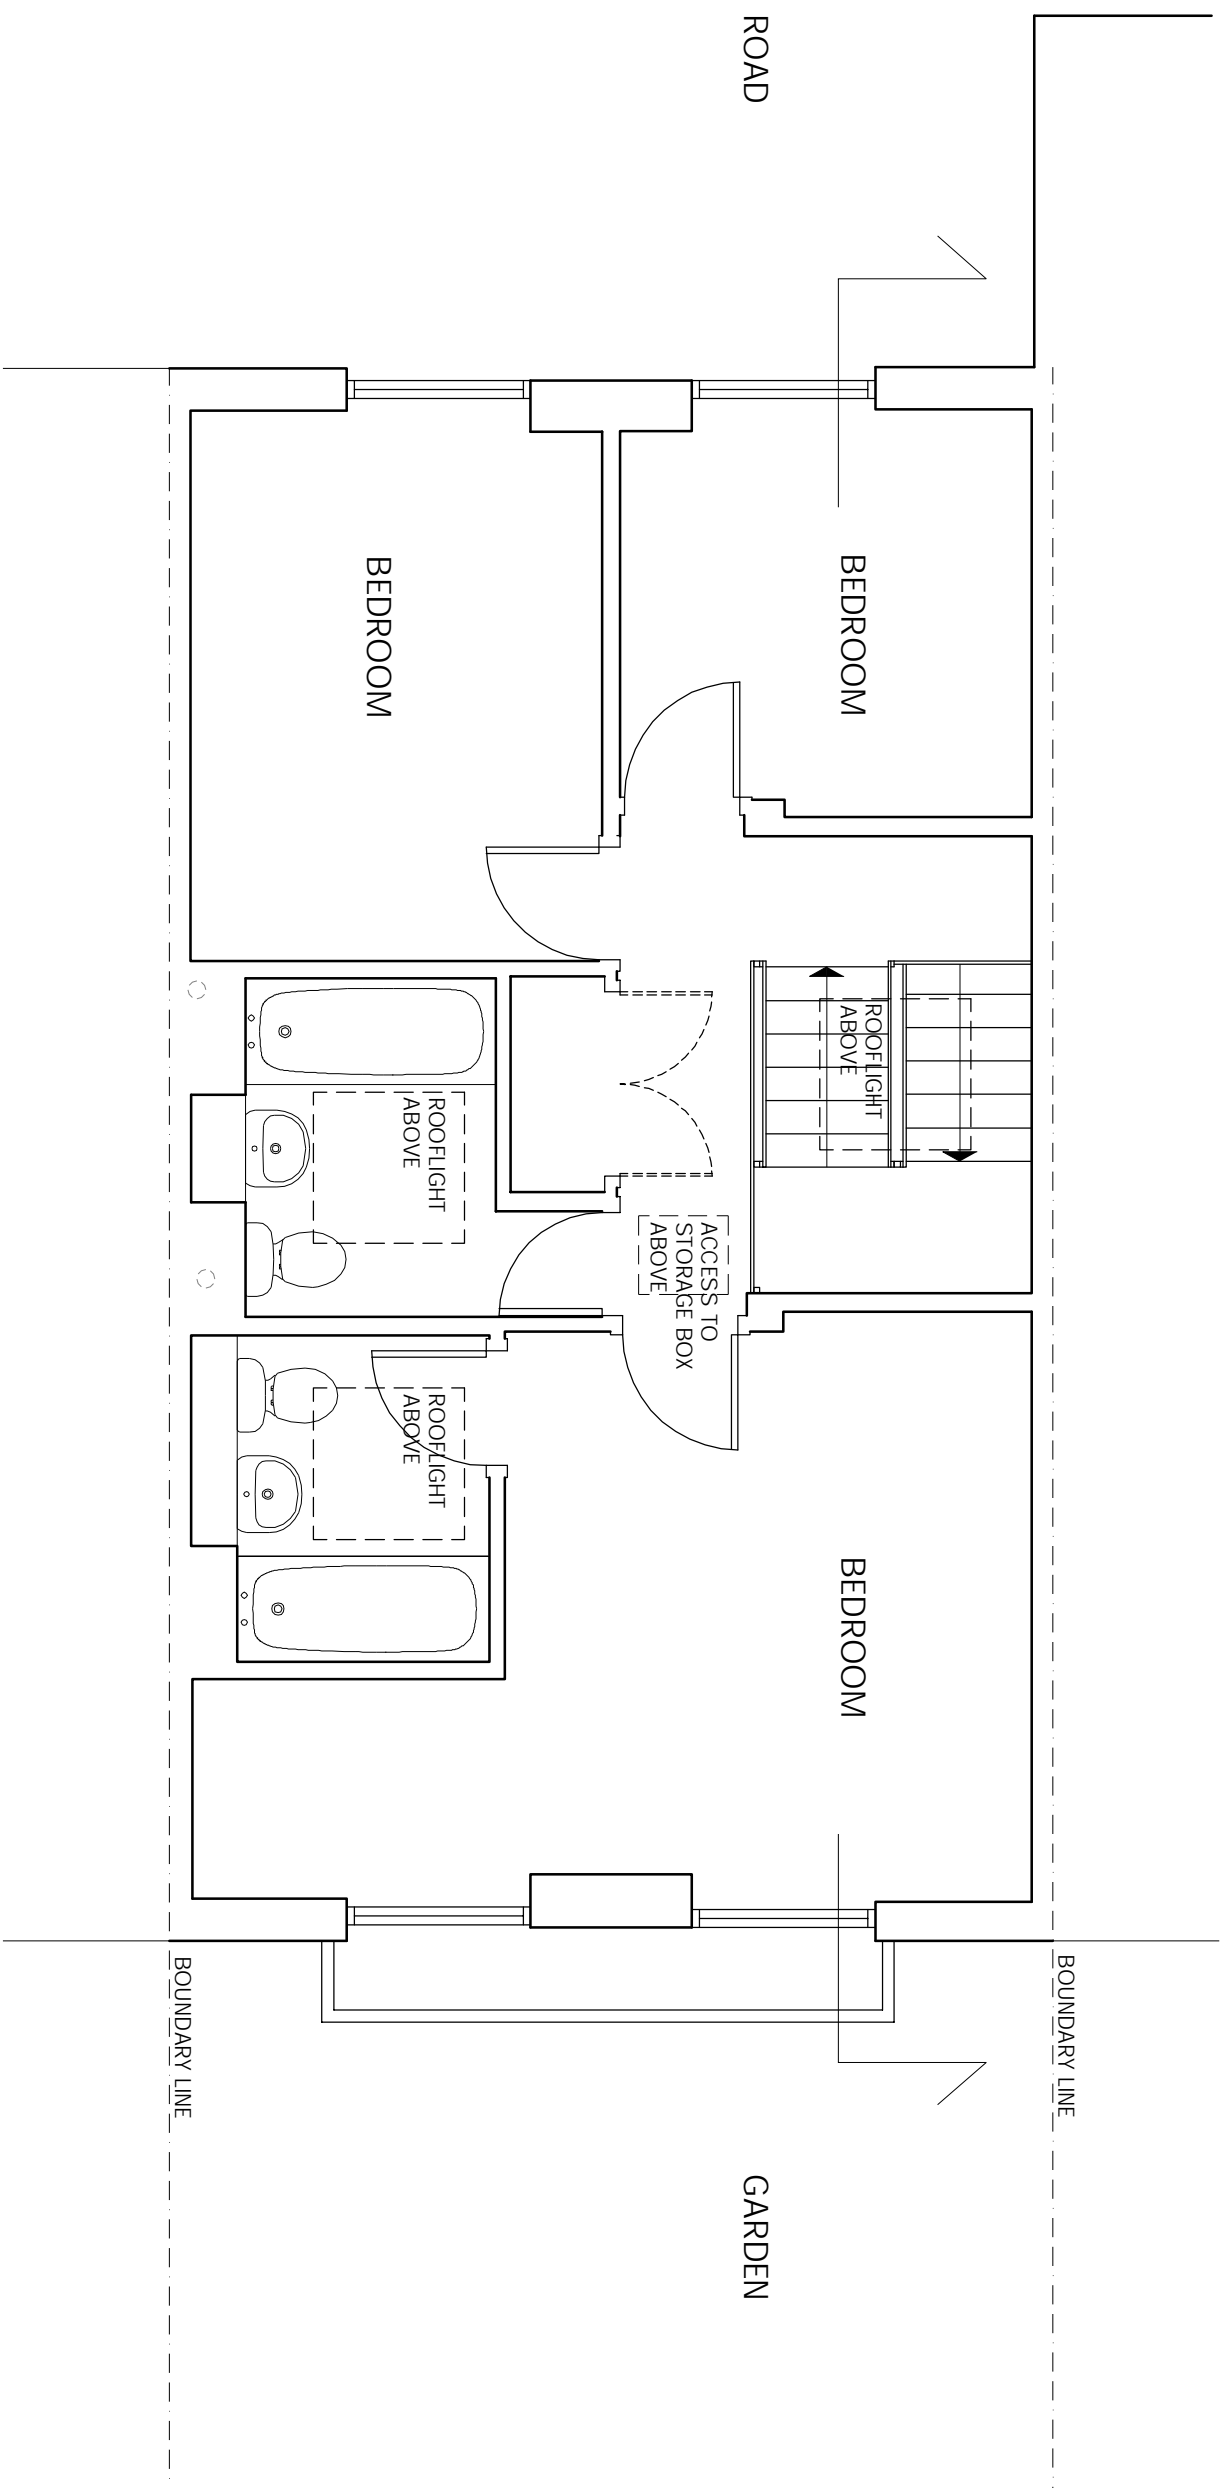 ROAD
BEDROOM
BEDROOM
ROOFLIGHT
ABOVE
ROOFLIGHT
ABOVE
ACCESS TO
STORAGE BOX
ABOVE
ROOFLIGHT
ABOVE
BEDROOM
BOUNDARY LINE
BOUNDARY LINE
GARDEN